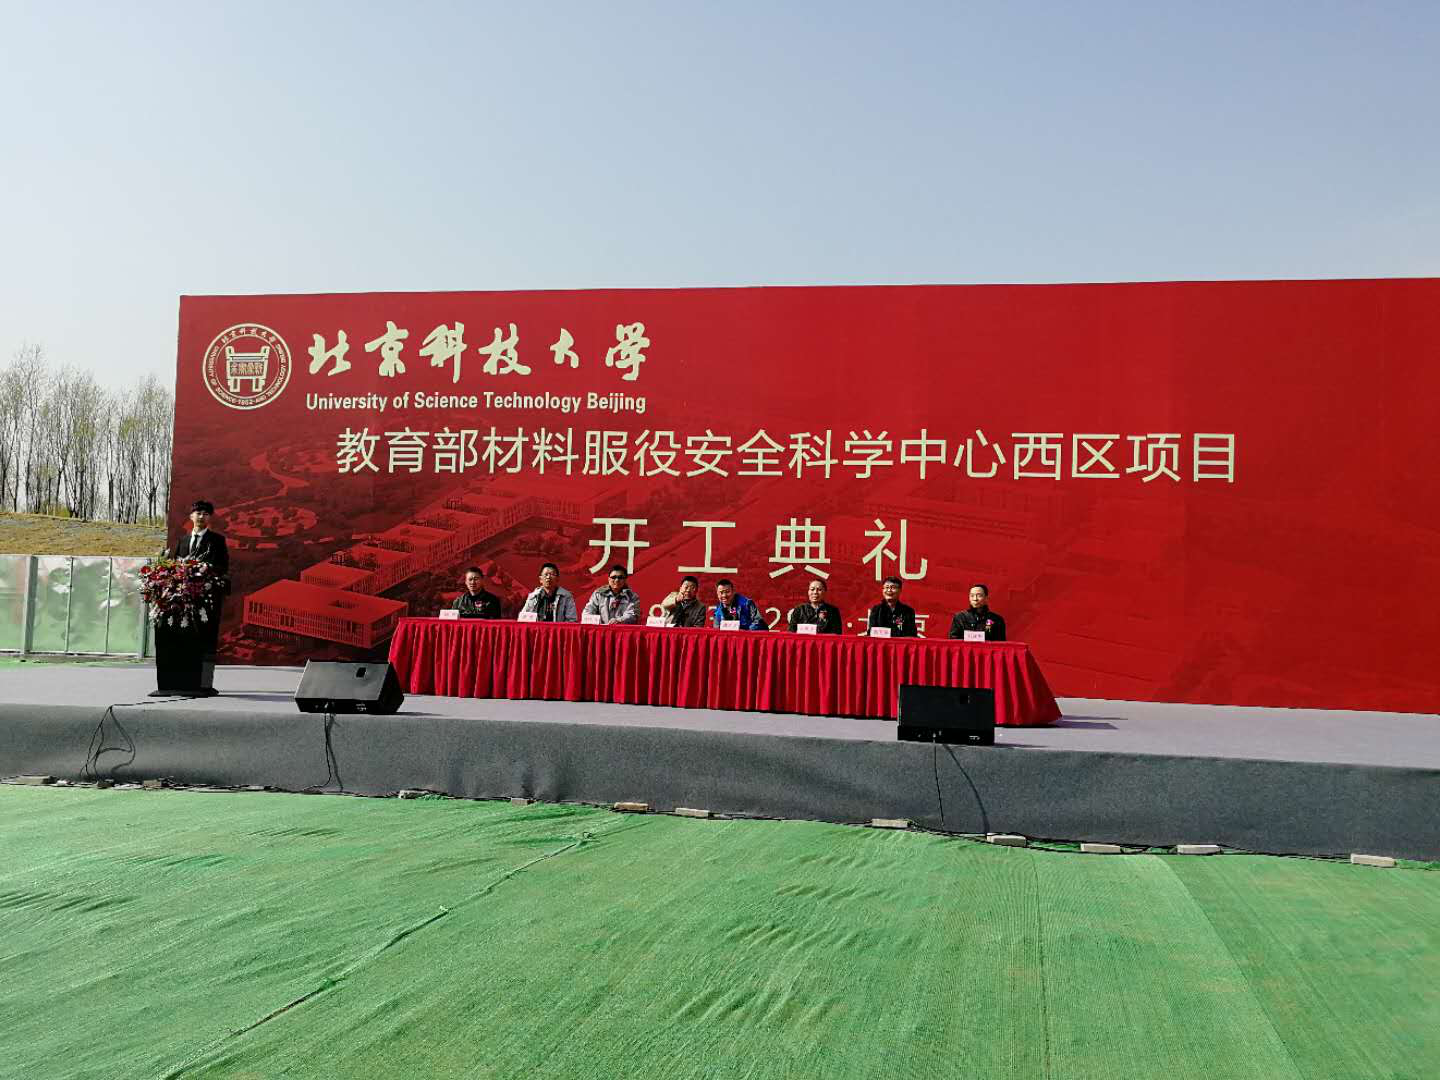 北京科技大学
University of Science Technology Beijing
教育部材料服役安全科学中心西区项目
开工典礼